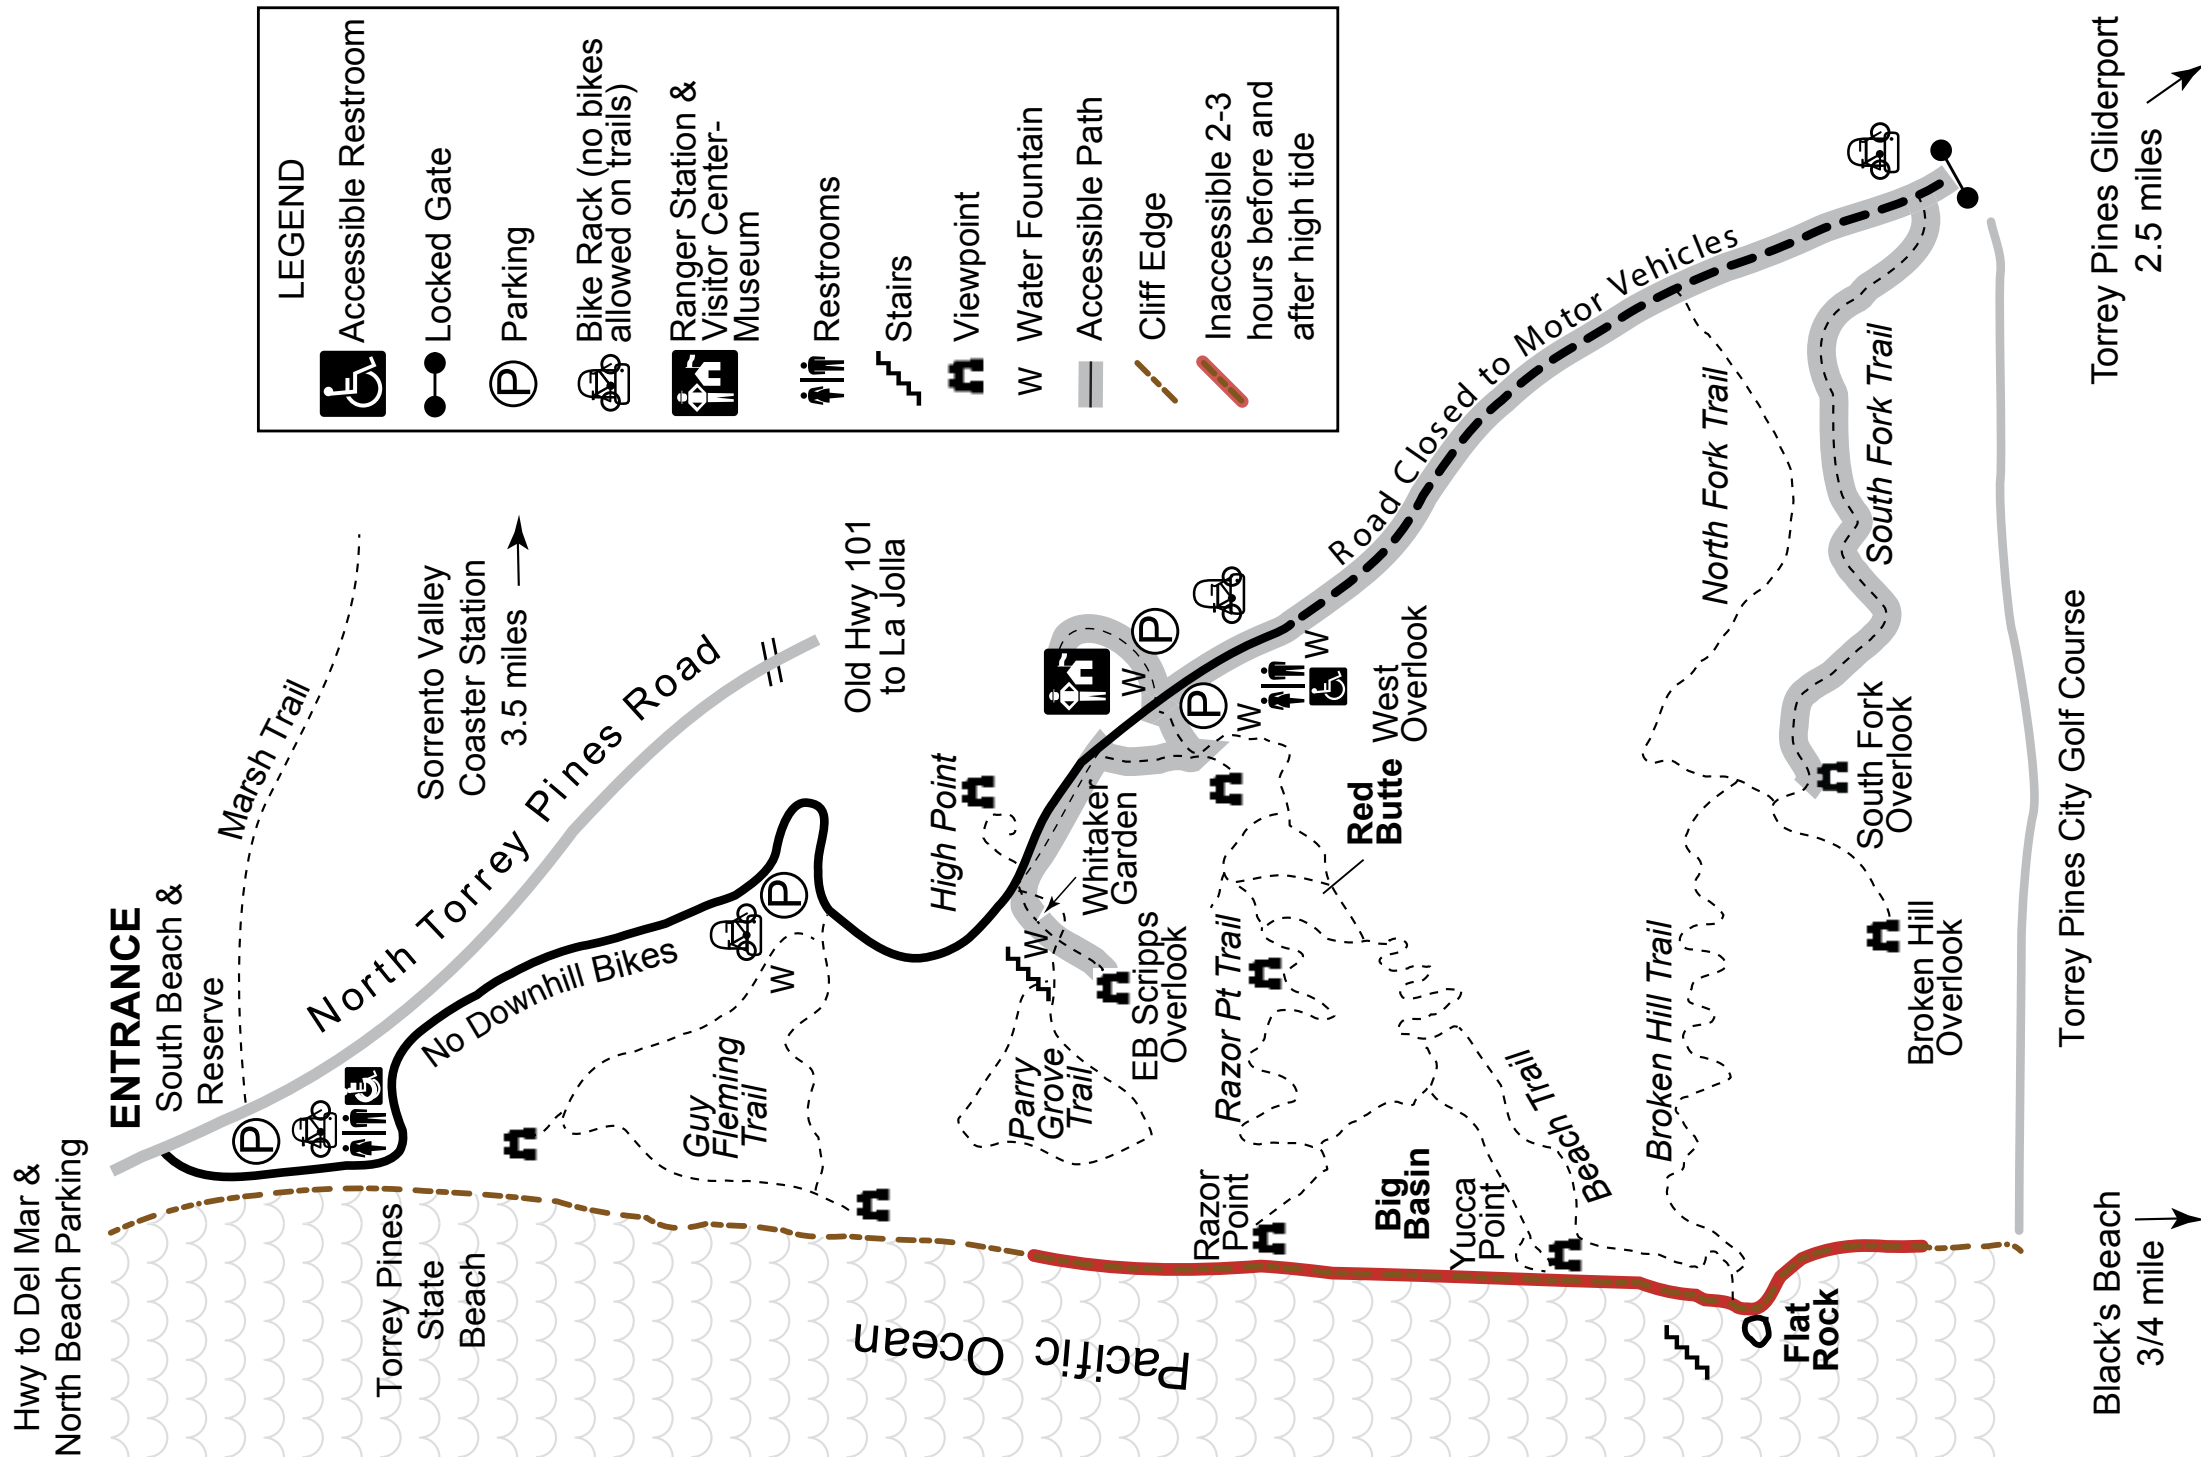 Hwy to Del Mar &
North Beach Parking
ENTRANCE
South Beach &
Reserve
Marsh Trail
North Torrey Pines Road
Sorrento Valley
Coaster Station
3.5 miles
Old Hwy 101
to La Jolla
No Downhill Bikes
P
P
W
Guy
Fleming
Trail
Torrey Pines
State
Beach
Pacific Ocean
High Point
Whitaker
Garden
W
Parry
Grove
Trail
EB Scripps
Overlook
P
P
W
W
W
West
Overlook
Red
Butte
Razor Pt Trail
Razor
Point
Big
Basin
Yucca
Point
Beach Trail
Road Closed to Motor Vehicles
North Fork Trail
South Fork Trail
South Fork
Overlook
Broken Hill Trail
Broken Hill
Overlook
Flat
Rock
Torrey Pines City Golf Course
Torrey Pines Gliderport
2.5 miles
Black's Beach
3/4 mile
LEGEND
Accessible Restroom
Locked Gate
P Parking
Bike Rack (no bikes
allowed on trails)
Ranger Station &
Visitor Center-
Museum
Restrooms
Stairs
Viewpoint
W Water Fountain
Accessible Path
Cliff Edge
Inaccessible 2-3
hours before and
after high tide